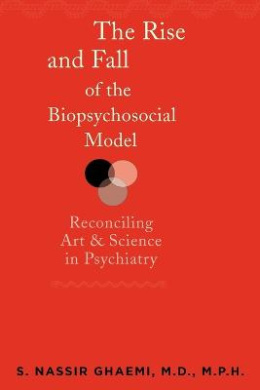 The Rise
and Fall
of the
Biopsychosocial
Model
Reconciling
Art & Science
in Psychiatry
S. NASSIR GHAEMI, M.D., M.P.H.